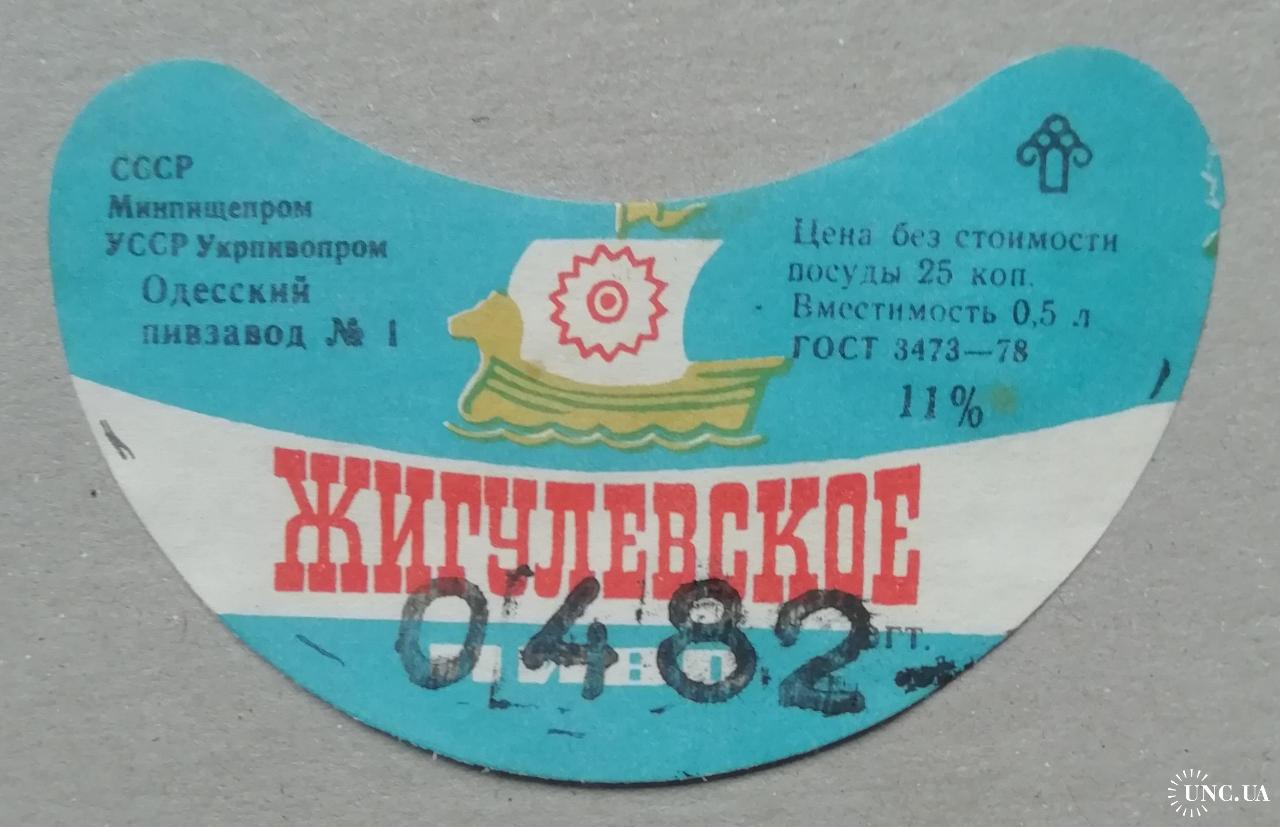 СССР
Минпищепром
УССР Укрпивопром
Одесский
пивзавод № 1
Цена без стоимости
посуды 25 коп.
Вместимость 0,5 л
ГОСТ 3473—78
11%
ЖИГУЛЕВСКОЕ
0482
ПИВО
UNC.UA